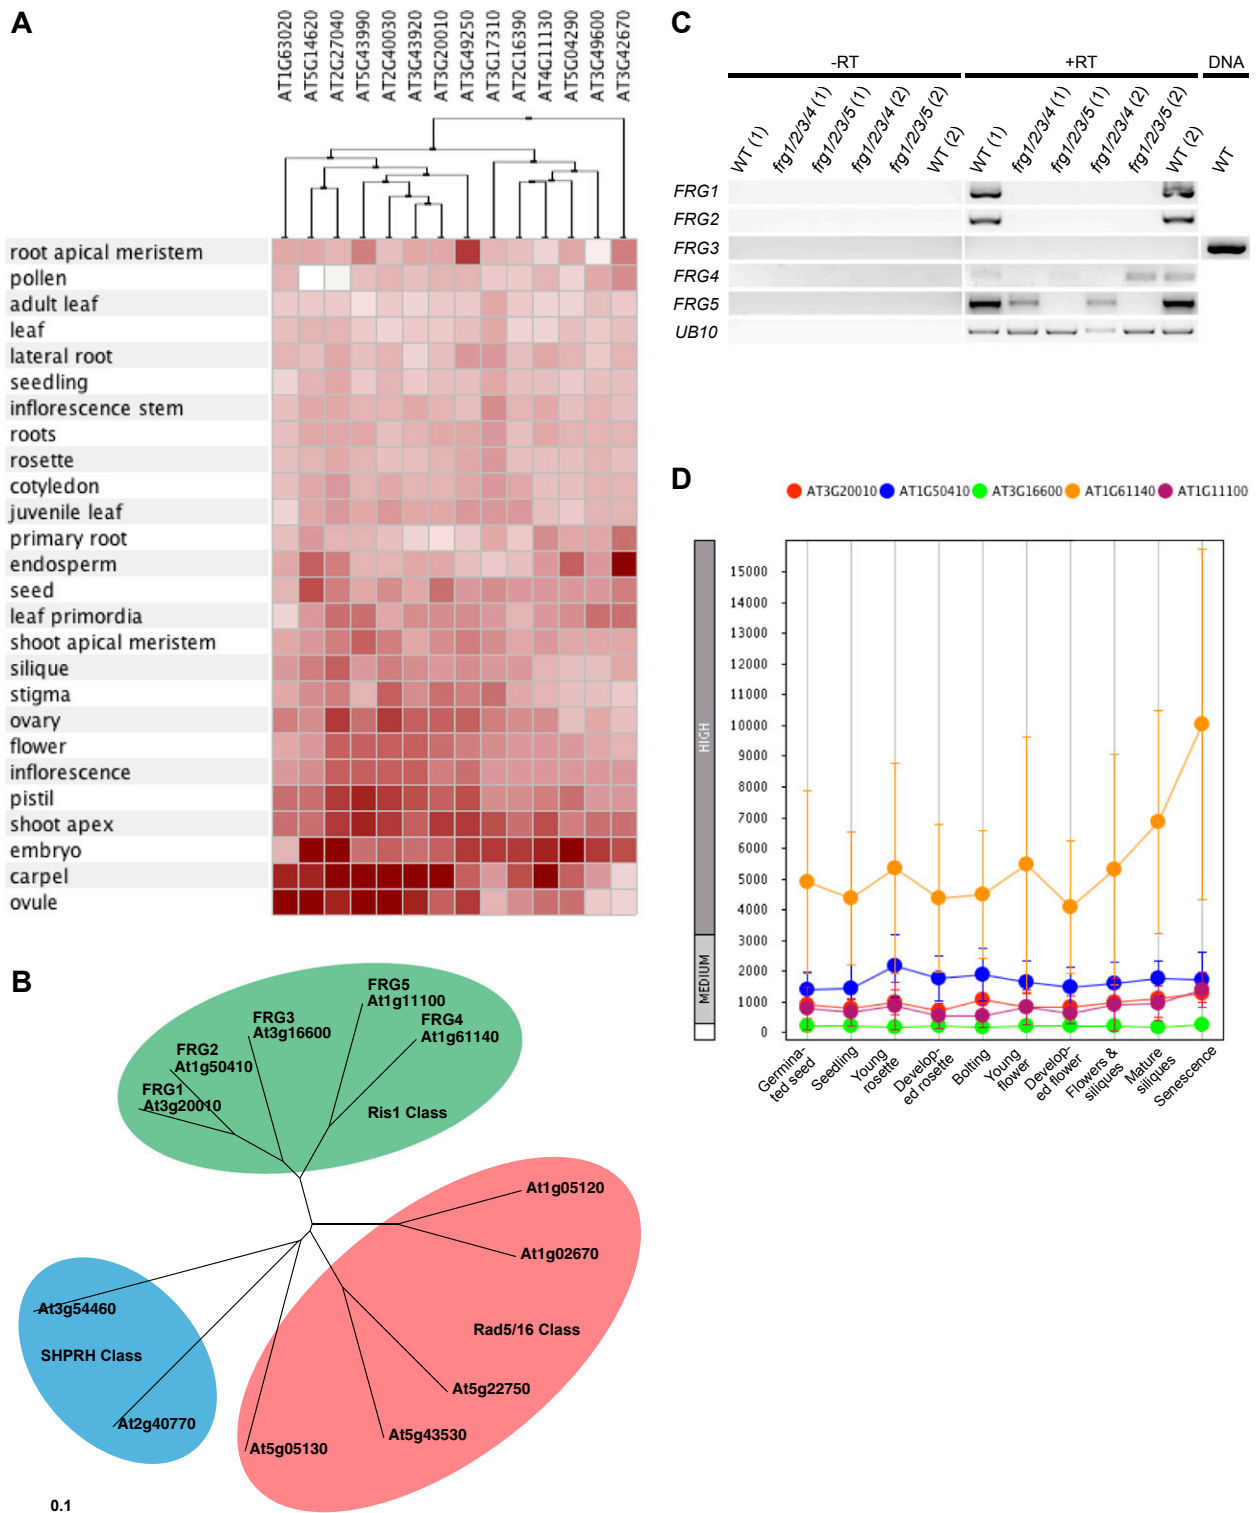 A
AT1G63020
AT5G14620
AT2G27040
AT5G43990
AT2G40030
AT3G43920
AT3G20010
AT3G49250
AT3G17310
AT2G16390
AT4G11130
AT5G04290
AT3G49600
AT3G42670
root apical meristem
pollen
adult leaf
leaf
lateral root
seedling
inflorescence stem
roots
rosette
cotyledon
juvenile leaf
primary root
endosperm
seed
leaf primordia
shoot apical meristem
silique
stigma
ovary
flower
inflorescence
pistil
shoot apex
embryo
carpel
ovule
B
FRG5
At1g11100
FRG4
At1g61140
FRG3
At3g16600
FRG2
At1g50410
FRG1
At3g20010
Ris1 Class
At1g05120
At1g02670
Rad5/16 Class
At5g22750
At5g43530
At5g05130
At3g54460
SHPRH Class
At2g40770
0.1
C
-RT +RT DNA
WT (1)
frg1/2/3/4 (1)
frg1/2/3/5 (1)
frg1/2/3/4 (2)
frg1/2/3/5 (2)
WT (2)
WT (1)
frg1/2/3/4 (1)
frg1/2/3/5 (1)
frg1/2/3/4 (2)
frg1/2/3/5 (2)
WT (2)
WT
FRG1
FRG2
FRG3
FRG4
FRG5
UB10
D
AT3G20010 AT1G50410 AT3G16600 AT1G61140 AT1G11100
HIGH
MEDIUM
15000
14000
13000
12000
11000
10000
9000
8000
7000
6000
5000
4000
3000
2000
1000
0
Germina-
ted seed
Seedling
Young
rosette
Develop-
ed rosette
Bolting
Young
flower
Develop-
ed flower
Flowers &
siliques
Mature
siliques
Senescence